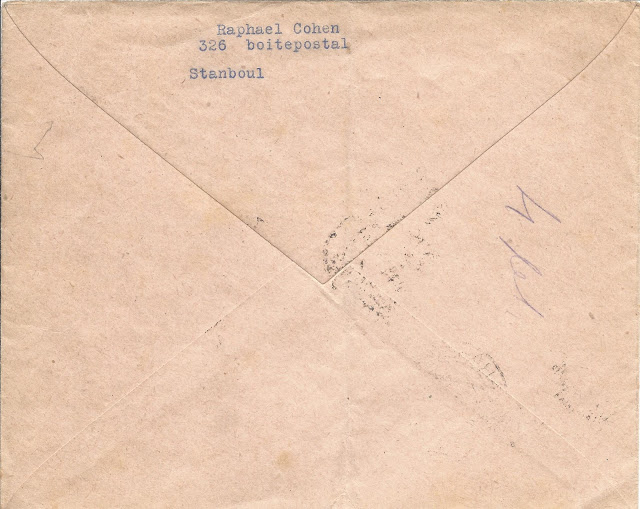 Raphael Cohen
326 boitepostal
Stanboul